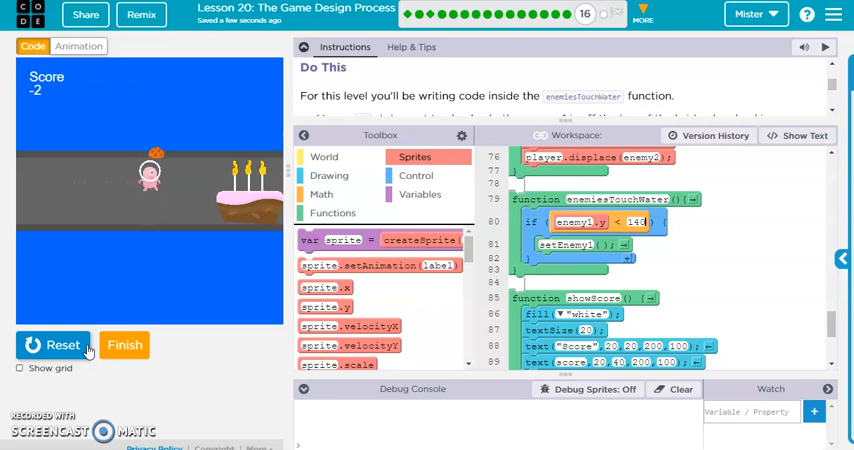 CODE
Share
Remix
Lesson 20: The Game Design Process
Saved a few seconds ago
16
MORE
Mister
?
Code
Animation
Score
-2
Reset
Finish
Show grid
RECORDED WITH
SCREENCAST MATIC
Privacy Policy | Copyright | More
Instructions
Help & Tips
Do This
For this level you'll be writing code inside the enemiesTouchWater function.
Toolbox
World
Sprites
Drawing
Control
Math
Variables
Functions
var sprite = createSprite(
sprite.setAnimation(label)
sprite.x
sprite.y
sprite.velocityX
sprite.velocityY
sprite.scale
Workspace:
Version History
</> Show Text
76 player.displace(enemy2);
77 }
78
79 function enemiesTouchWater(){
80 if (enemy1.y < 140) {
81 setEnemy1();
82 }
83 }
84
85 function showScore() {
86 fill("white");
87 textSize(20);
88 text("Score",20,20,200,100);
89 text(score,20,40,200,100);
Debug Console
Debug Sprites: Off
Clear
Watch
Variable / Property
+
>